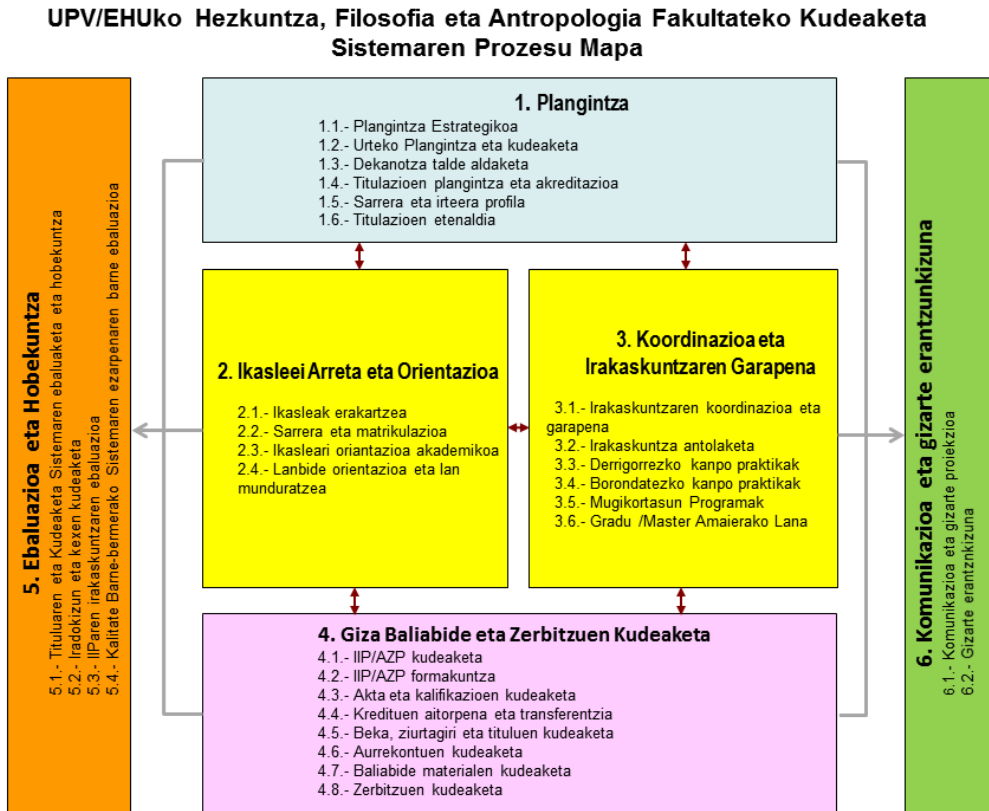 UPV/EHUko Hezkuntza, Filosofia eta Antropologia Fakultateko Kudeaketa
Sistemaren Prozesu Mapa
5. Ebaluazioa eta Hobekuntza
5.1.- Tituluaren eta Kudeaketa Sistemaren ebaluaketa eta hobekuntza
5.2.- Iradokizun eta kexen kudeaketa
5.3.- IIParen irakaskuntzaren ebaluazioa
5.4.- Kalitate Barne-bermerako Sistemaren ezarpenaren barne ebaluazioa
1. Plangintza
1.1.- Plangintza Estrategikoa
1.2.- Urteko Plangintza eta kudeaketa
1.3.- Dekanotza talde aldaketa
1.4.- Titulazioen plangintza eta akreditazioa
1.5.- Sarrera eta irteera profila
1.6.- Titulazioen etenaldia
2. Ikasleei Arreta eta Orientazioa
2.1.- Ikasleak erakartzea
2.2.- Sarrera eta matrikulazioa
2.3.- Ikasleari oriantazioa akademikoa
2.4.- Lanbide orientazioa eta lan
munduratzea
3. Koordinazioa eta
Irakaskuntzaren Garapena
3.1.- Irakaskuntzaren koordinazioa eta
garapena
3.2.- Irakaskuntza antolaketa
3.3.- Derrigorrezko kanpo praktikak
3.4.- Borondatezko kanpo praktikak
3.5.- Mugikortasun Programak
3.6.- Gradu /Master Amaierako Lana
4. Giza Baliabide eta Zerbitzuen Kudeaketa
4.1.- IIP/AZP kudeaketa
4.2.- IIP/AZP formakuntza
4.3.- Akta eta kalifikazioen kudeaketa
4.4.- Kredituen aitorpena eta transferentzia
4.5.- Beka, ziurtagiri eta tituluen kudeaketa
4.6.- Aurrekontuen kudeaketa
4.7.- Baliabide materialen kudeaketa
4.8.- Zerbitzuen kudeaketa
6. Komunikazioa eta gizarte erantzunkizuna
6.1.- Komunikazioa eta gizarte proiekzioa
6.2.- Gizarte erantznkizuna